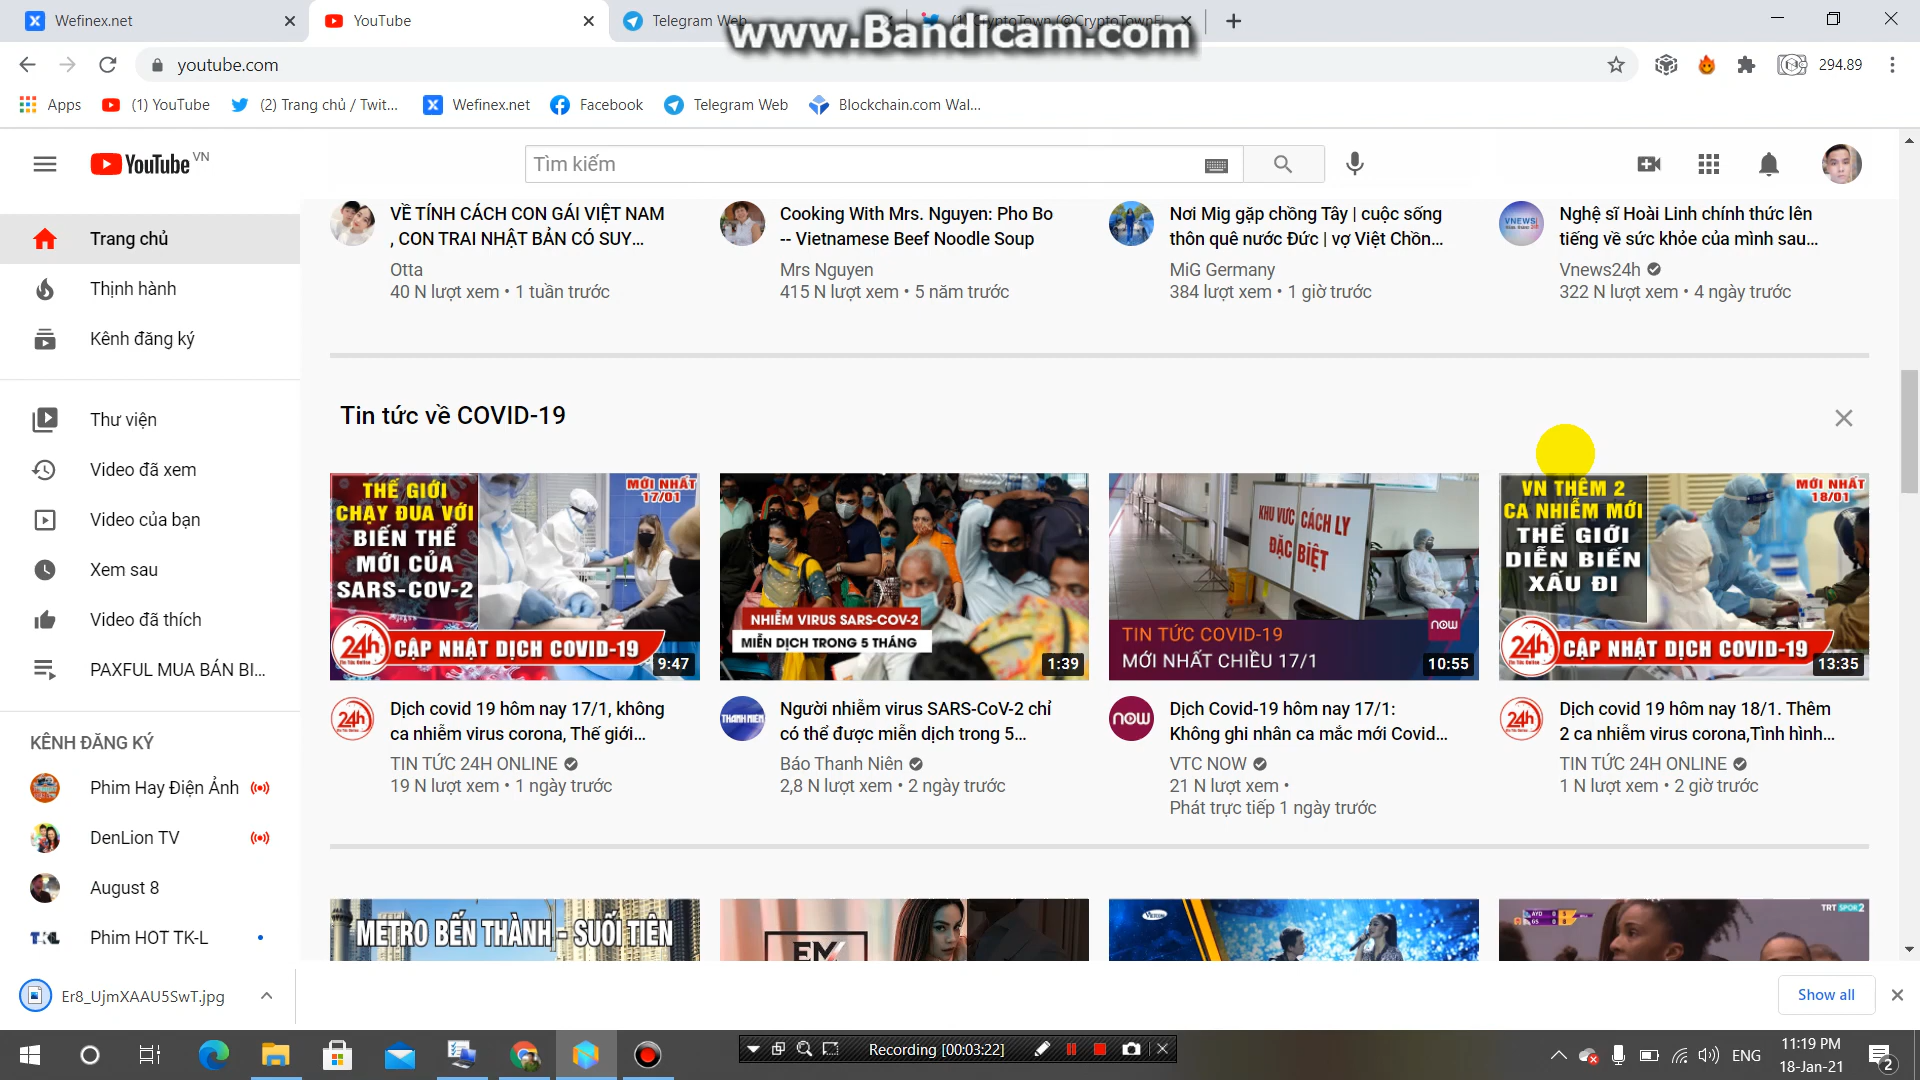 Wefinex.net
YouTube
Telegram Web
(1) CryptoTown (@CryptoTownEl
www.Bandicam.com
youtube.com
294.89
Apps
(1) YouTube
(2) Trang chủ / Twit...
Wefinex.net
Facebook
Telegram Web
Blockchain.com Wal...
YouTube VN
Tìm kiếm
Trang chủ
Thịnh hành
Kênh đăng ký
Thư viện
Video đã xem
Video của bạn
Xem sau
Video đã thích
PAXFUL MUA BÁN BI...
KÊNH ĐĂNG KÝ
Phim Hay Điện Ảnh
DenLion TV
August 8
TKL
Phim HOT TK-L
VỀ TÍNH CÁCH CON GÁI VIỆT NAM
, CON TRAI NHẬT BẢN CÓ SUY...
Otta
40 N lượt xem • 1 tuần trước
Cooking With Mrs. Nguyen: Pho Bo
-- Vietnamese Beef Noodle Soup
Mrs Nguyen
415 N lượt xem • 5 năm trước
Nơi Mig gặp chồng Tây | cuộc sống
thôn quê nước Đức | vợ Việt Chồn...
MiG Germany
384 lượt xem • 1 giờ trước
VNEWS
Nghệ sĩ Hoài Linh chính thức lên
tiếng về sức khỏe của mình sau...
Vnews24h
322 N lượt xem • 4 ngày trước
Tin tức về COVID-19
THẾ GIỚI
CHẠY ĐUA VỚI
BIẾN THỂ
MỚI CỦA
SARS-COV-2
MỚI NHẤT
17/01
24h
CẬP NHẬT DỊCH COVID-19
9:47
NHIỄM VIRUS SARS-COV-2
MIỄN DỊCH TRONG 5 THÁNG
1:39
KHU VỰC CÁCH LY
ĐẶC BIỆT
now
TIN TỨC COVID-19
MỚI NHẤT CHIỀU 17/1
10:55
VN THÊM 2
CA NHIỄM MỚI
THẾ GIỚI
DIỄN BIẾN
XẤU ĐI
MỚI NHẤT
18/01
24h
CẬP NHẬT DỊCH COVID-19
13:35
24h
Dịch covid 19 hôm nay 17/1, không
ca nhiễm virus corona, Thế giới...
TIN TỨC 24H ONLINE
19 N lượt xem • 1 ngày trước
THANH NIEN
Người nhiễm virus SARS-CoV-2 chỉ
có thể được miễn dịch trong 5...
Báo Thanh Niên
2,8 N lượt xem • 2 ngày trước
now
Dịch Covid-19 hôm nay 17/1:
Không ghi nhân ca mắc mới Covid...
VTC NOW
21 N lượt xem •
Phát trực tiếp 1 ngày trước
24h
Dịch covid 19 hôm nay 18/1. Thêm
2 ca nhiễm virus corona,Tình hình...
TIN TỨC 24H ONLINE
1 N lượt xem • 2 giờ trước
METRO BẾN THÀNH - SUỐI TIÊN
EM
TRT SPOR2
Er8_UjmXAAU5SwT.jpg
Show all
Recording [00:03:22]
ENG
11:19 PM
18-Jan-21
2